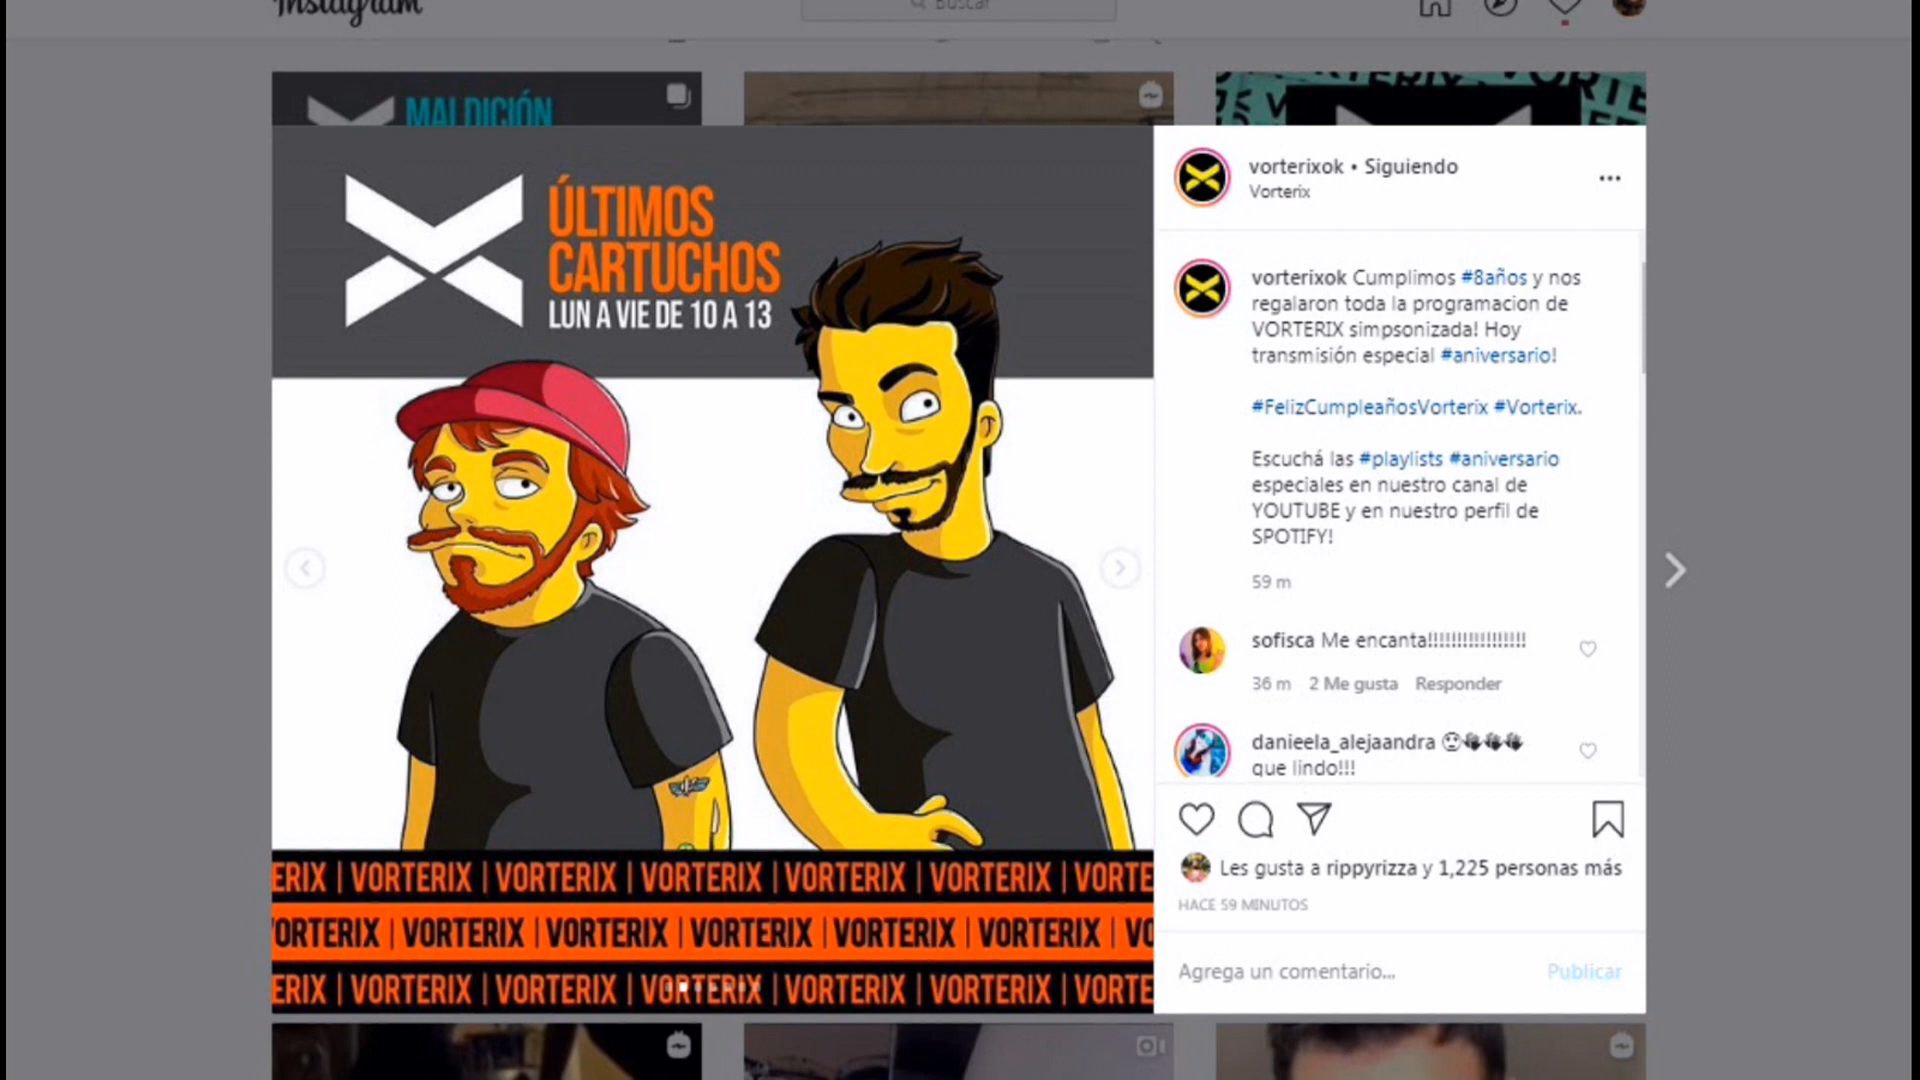 Instagram
Buscar
MALDICIÓN
VORTERIX
ÚLTIMOS
CARTUCHOS
LUN A VIE DE 10 A 13
ERIX | VORTERIX | VORTERIX | VORTERIX | VORTERIX | VORTERIX | VORTE
VORTERIX | VORTERIX | VORTERIX | VORTERIX | VORTERIX | VORTERIX | VO
ERIX | VORTERIX | VORTERIX | VORTERIX | VORTERIX | VORTERIX | VORTE
vorterixok • Siguiendo
Vorterix
vorterixok Cumplimos #8años y nos
regalaron toda la programacion de
VORTERIX simpsonizada! Hoy
transmisión especial #aniversario!
#FelizCumpleañosVorterix #Vorterix.
Escuchá las #playlists #aniversario
especiales en nuestro canal de
YOUTUBE y en nuestro perfil de
SPOTIFY!
59 m
sofisca Me encanta!!!!!!!!!!!!!!!!!
36 m 2 Me gusta Responder
danieela_alejaandra
que lindo!!!
Les gusta a rippyrizza y 1,225 personas más
HACE 59 MINUTOS
Agrega un comentario...
Publicar